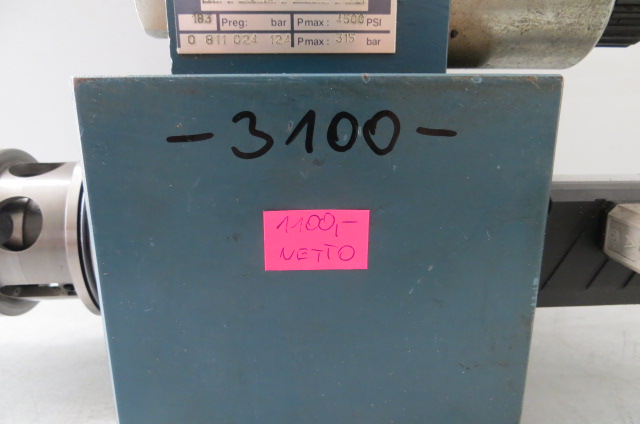 183 Preg: bar Pmax: 4500 PSI
0 811 024 124 Pmax: 315 bar
-3100-
1100,-
NETTO